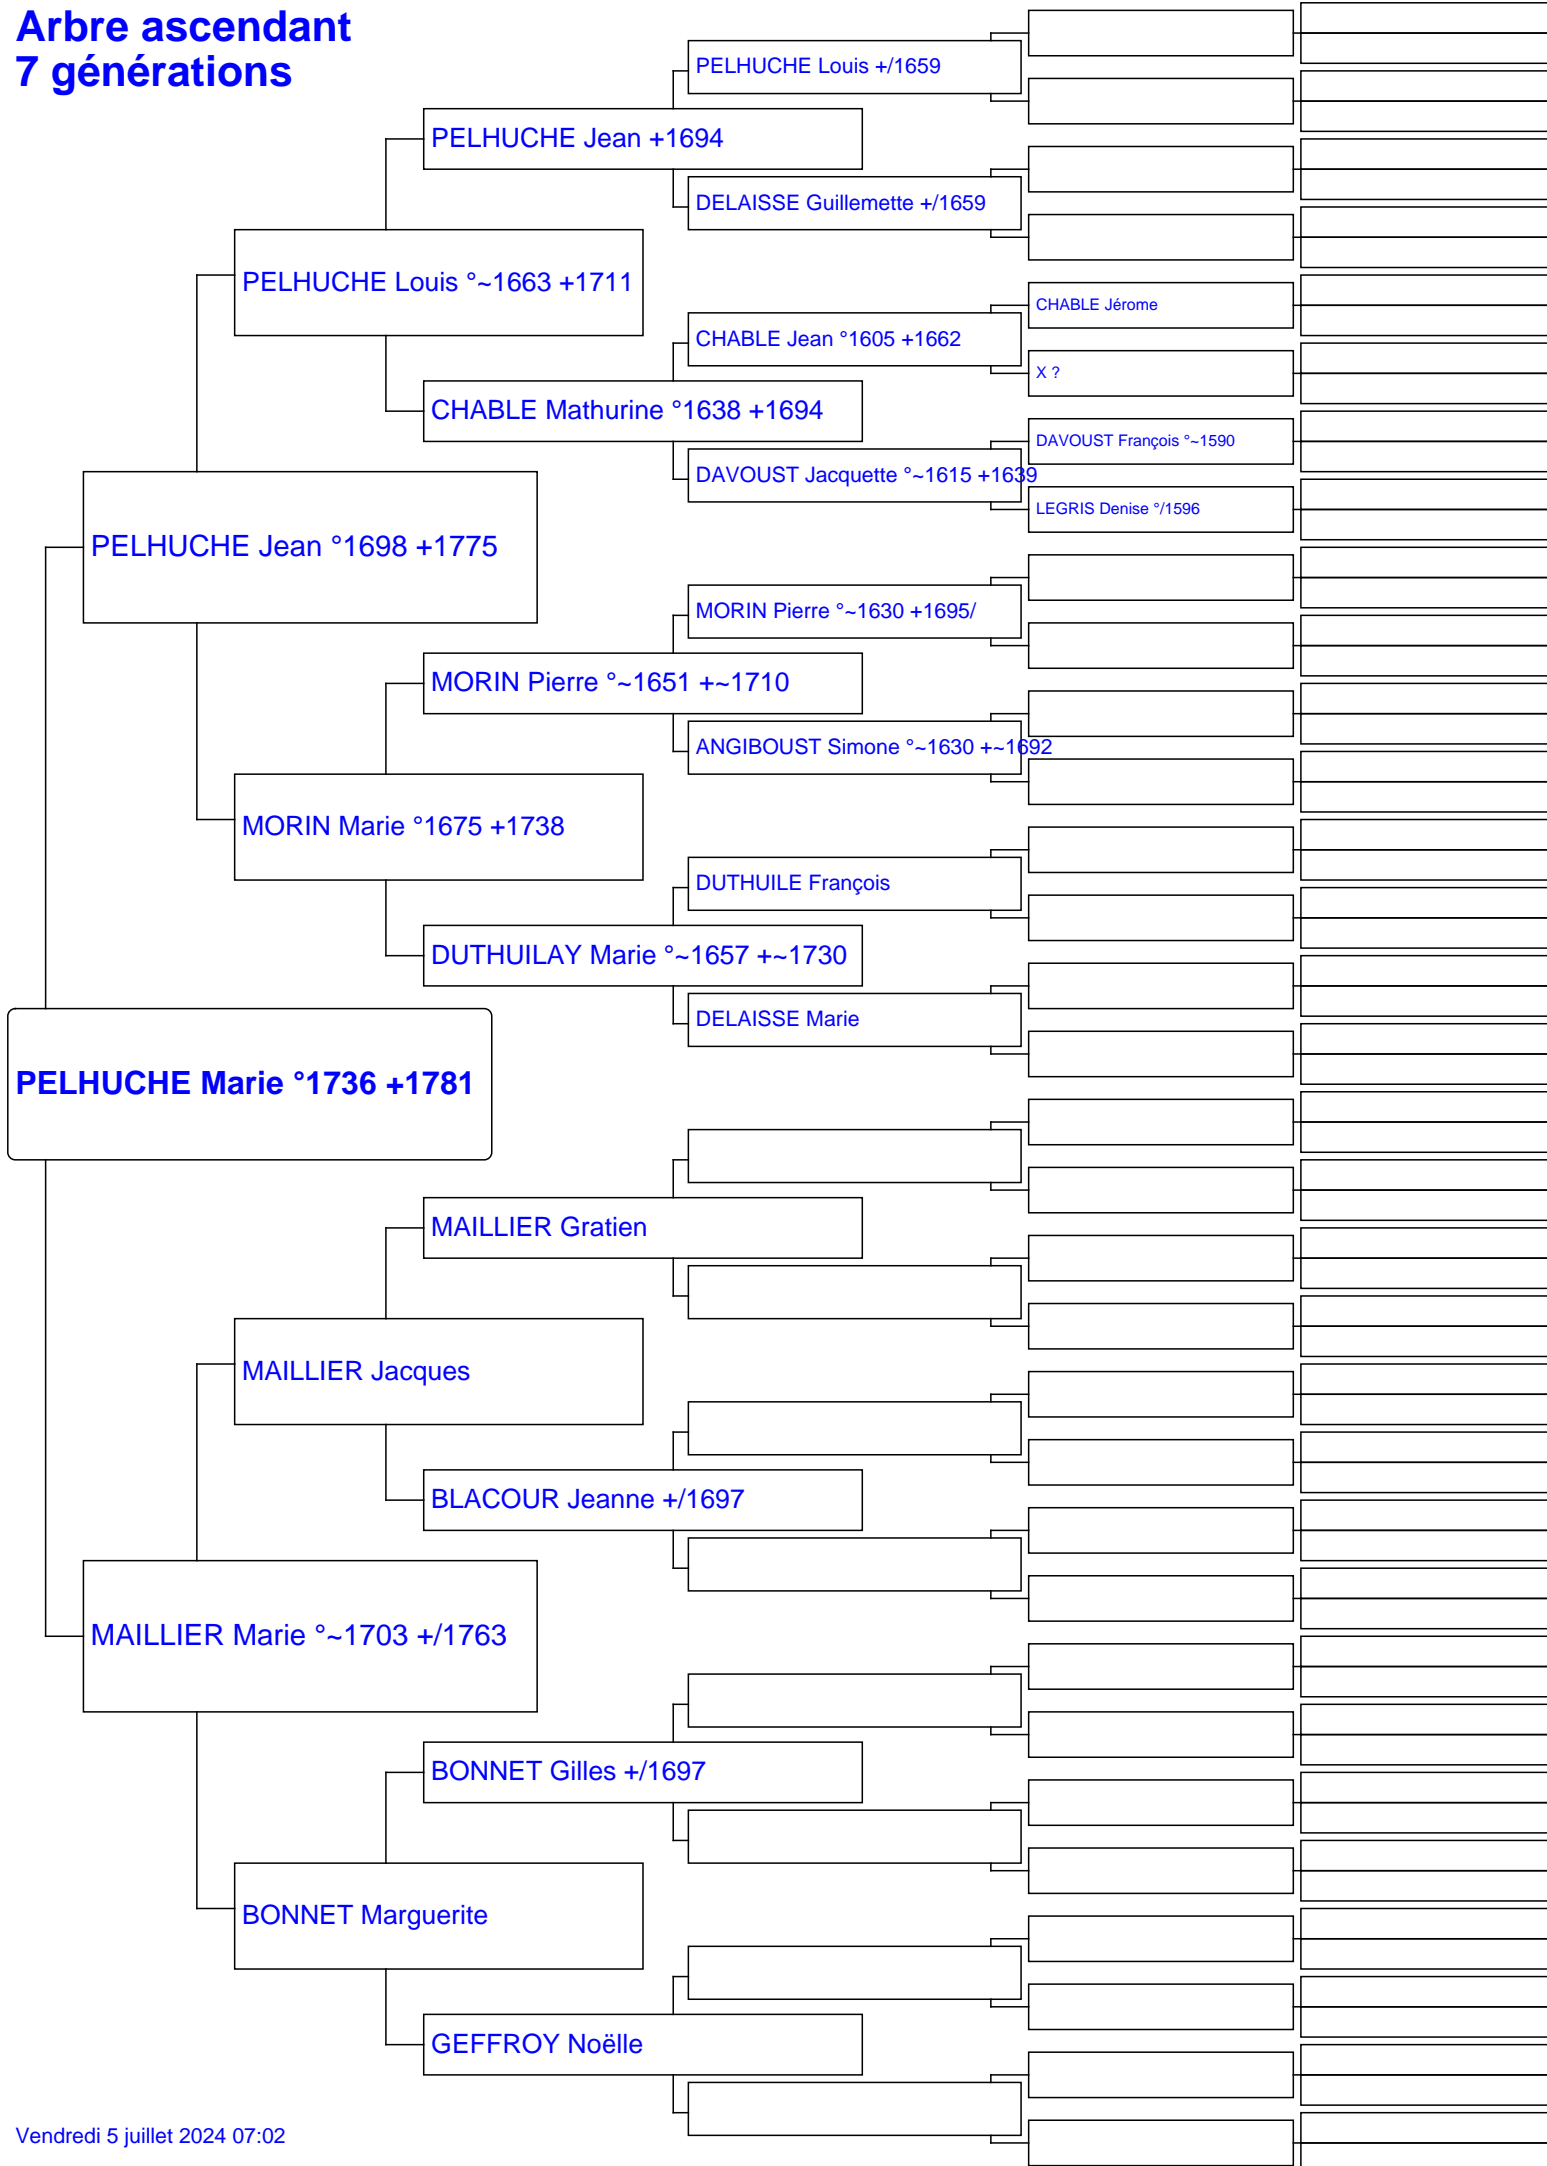 Arbre ascendant
7 générations
PELHUCHE Louis +/1659
PELHUCHE Jean +1694
DELAISSE Guillemette +/1659
PELHUCHE Louis °~1663 +1711
CHABLE Jérome
CHABLE Jean °1605 +1662
X ?
CHABLE Mathurine °1638 +1694
DAVOUST François °~1590
DAVOUST Jacquette °~1615 +1639
LEGRIS Denise °/1596
PELHUCHE Jean °1698 +1775
MORIN Pierre °~1630 +1695/
MORIN Pierre °~1651 +~1710
ANGIBOUST Simone °~1630 +~1692
MORIN Marie °1675 +1738
DUTHUILE François
DUTHUILAY Marie °~1657 +~1730
DELAISSE Marie
PELHUCHE Marie °1736 +1781
MAILLIER Gratien
MAILLIER Jacques
BLACOUR Jeanne +/1697
MAILLIER Marie °~1703 +/1763
BONNET Gilles +/1697
BONNET Marguerite
GEFFROY Noëlle
Vendredi 5 juillet 2024 07:02